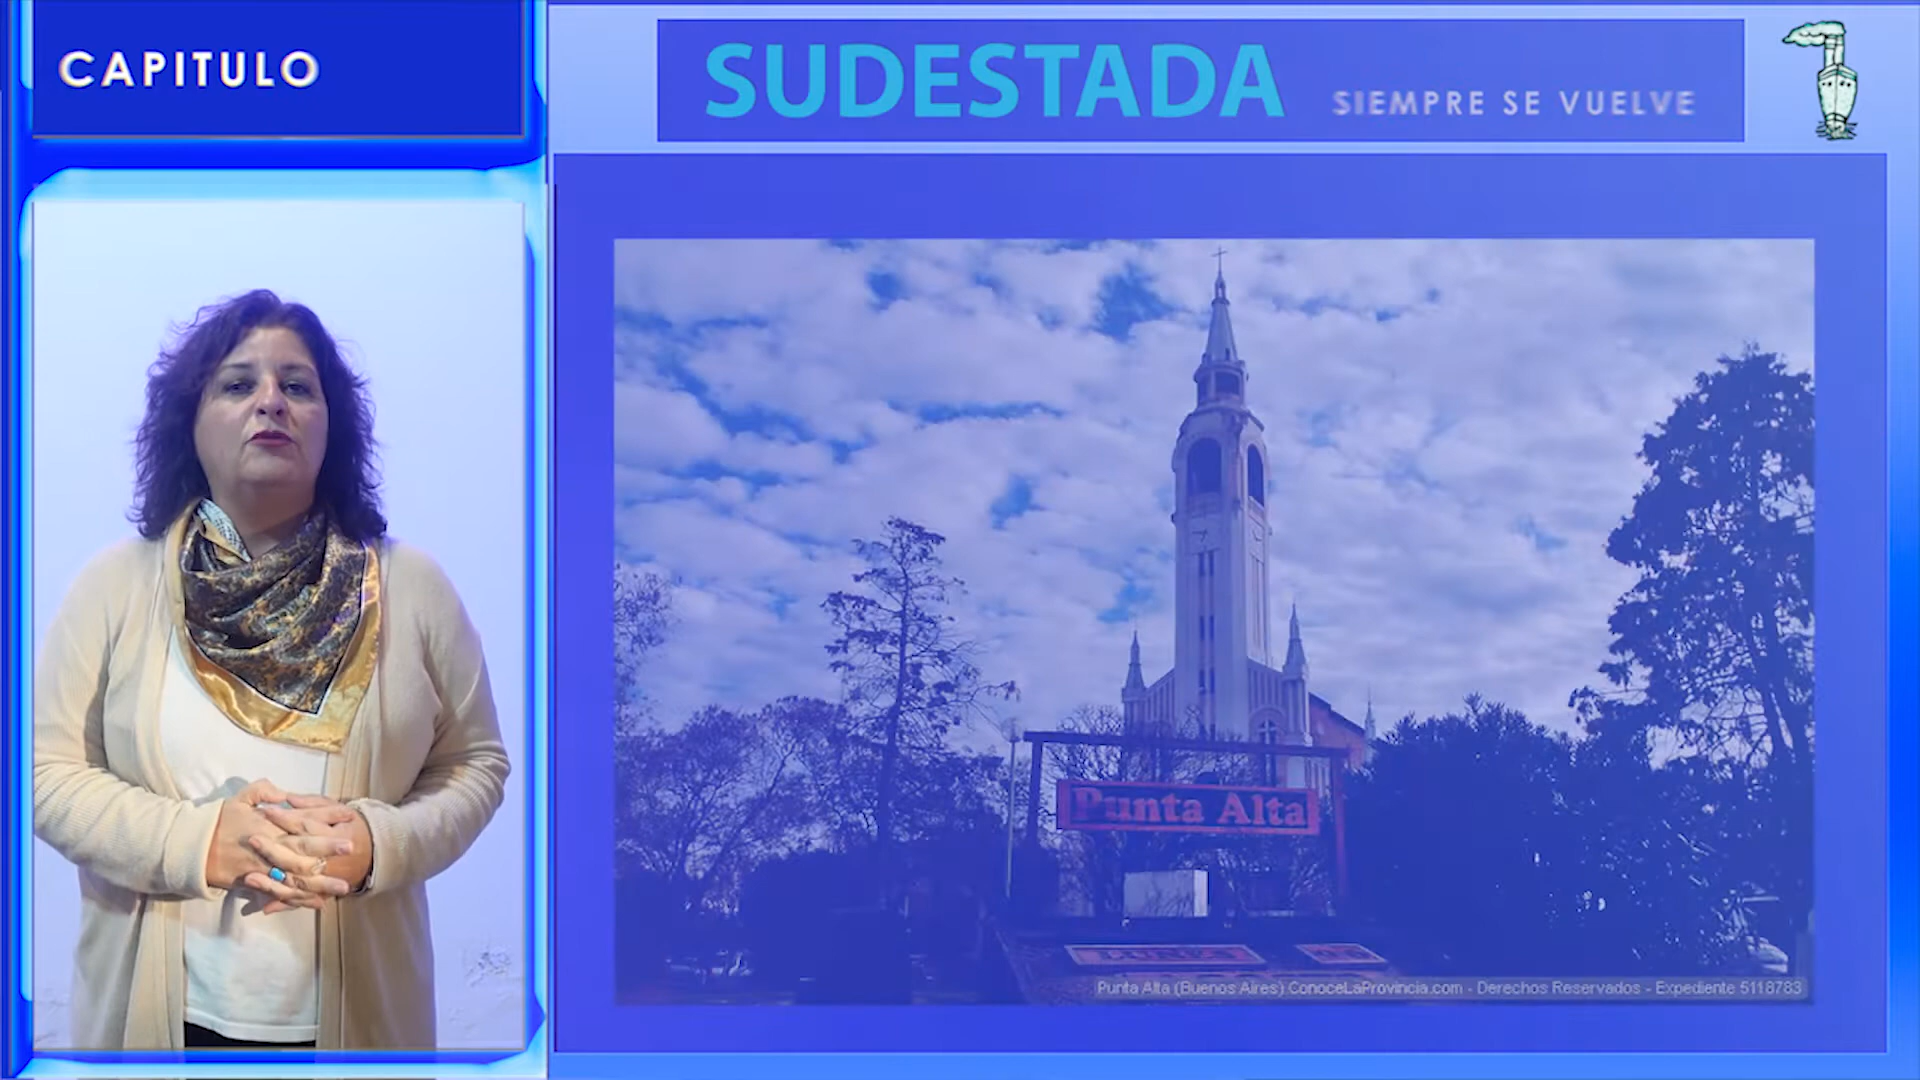 CAPITULO
SUDESTADA
SIEMPRE SE VUELVE
Punta Alta
Punta Alta (Buenos Aires) ConoceLaProvincia.com - Derechos Reservados - Expediente 5118783